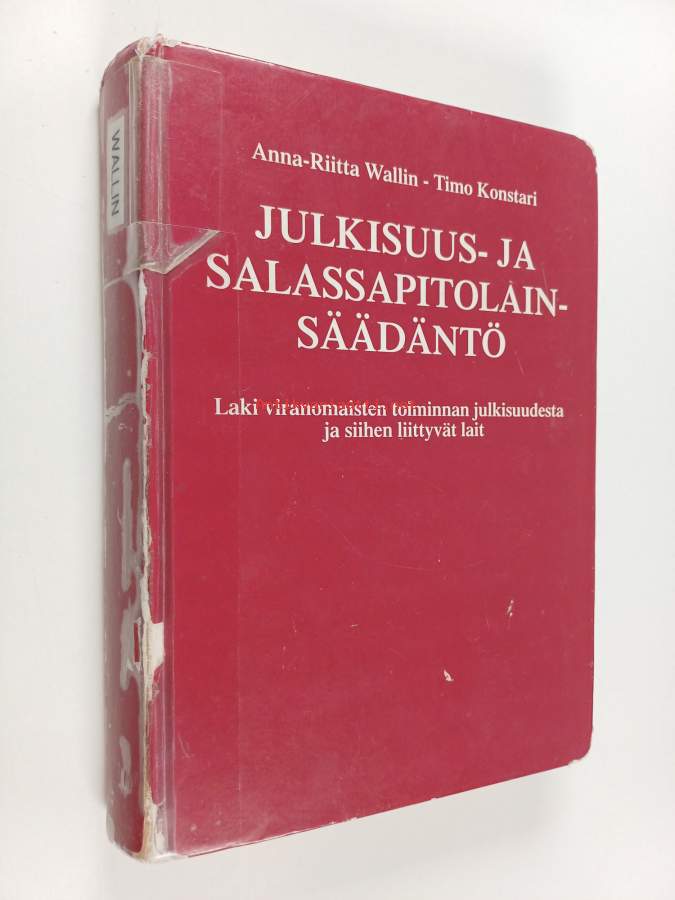 WALLIN
Anna-Riitta Wallin - Timo Konstari
JULKISUUS- JA
SALASSAPITOLAIN-
SÄÄDÄNTÖ
Laki viranomaisten toiminnan julkisuudesta
ja siihen liittyvät lait